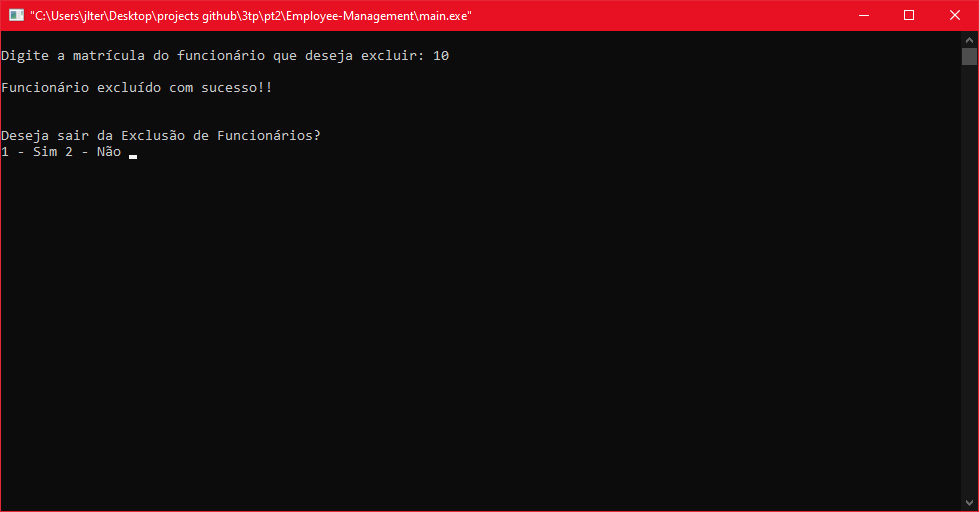 "C:\Users\jlter\Desktop\projects github\3tp\pt2\Employee-Management\main.exe"
Digite a matrícula do funcionário que deseja excluir: 10
Funcionário excluído com sucesso!!
Deseja sair da Exclusão de Funcionários?
1 - Sim 2 - Não